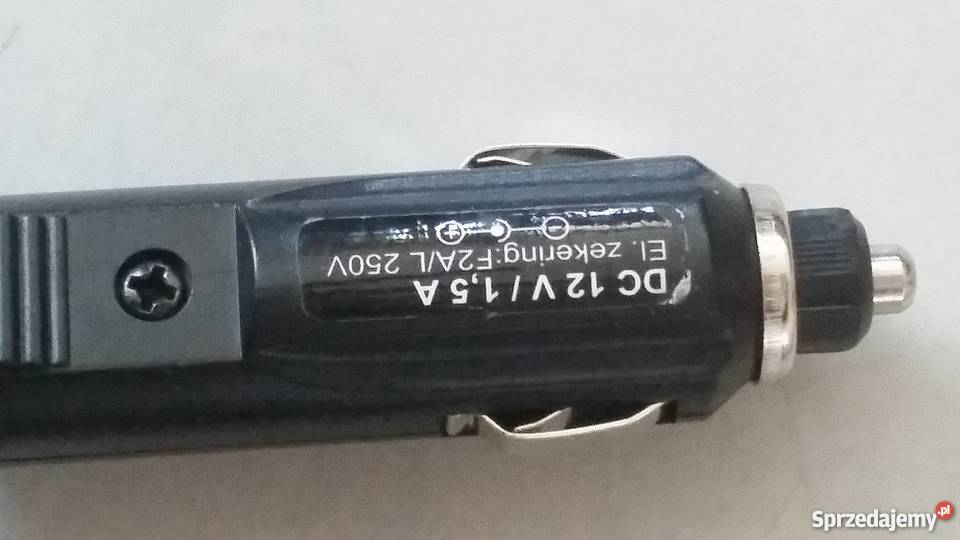 DC 12 V / 1,5 A
El. zekering:F2A/L 250V
Sprzedajemy.pl